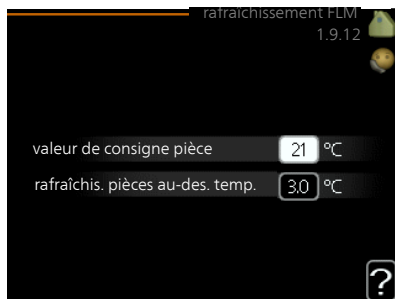 rafraîchissement FLM
1.9.12
valeur de consigne pièce 21 °C
rafraîchis. pièces au-des. temp. 3.0 °C
?